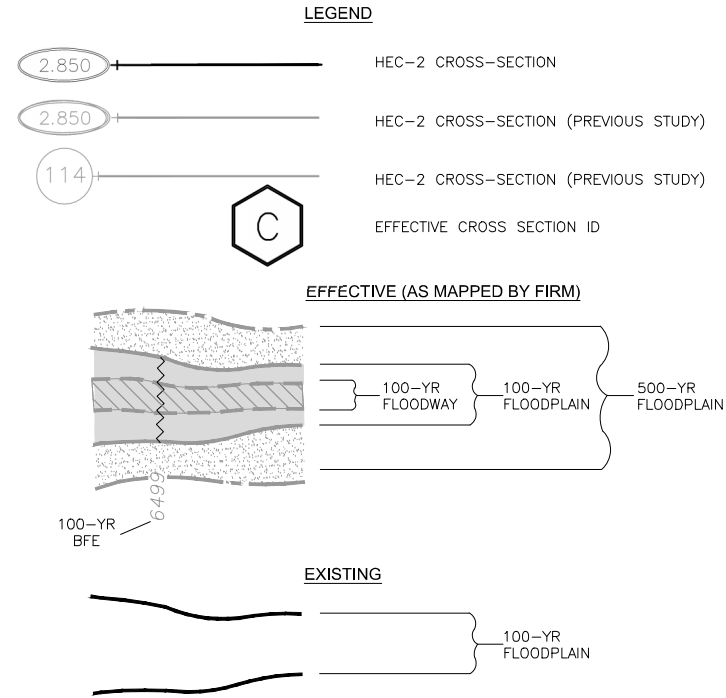 LEGEND
2.850 HEC-2 CROSS-SECTION
2.850 HEC-2 CROSS-SECTION (PREVIOUS STUDY)
114 HEC-2 CROSS-SECTION (PREVIOUS STUDY)
C EFFECTIVE CROSS SECTION ID
EFFECTIVE (AS MAPPED BY FIRM)
100-YR
FLOODWAY
100-YR
FLOODPLAIN
500-YR
FLOODPLAIN
6499
100-YR
BFE
EXISTING
100-YR
FLOODPLAIN